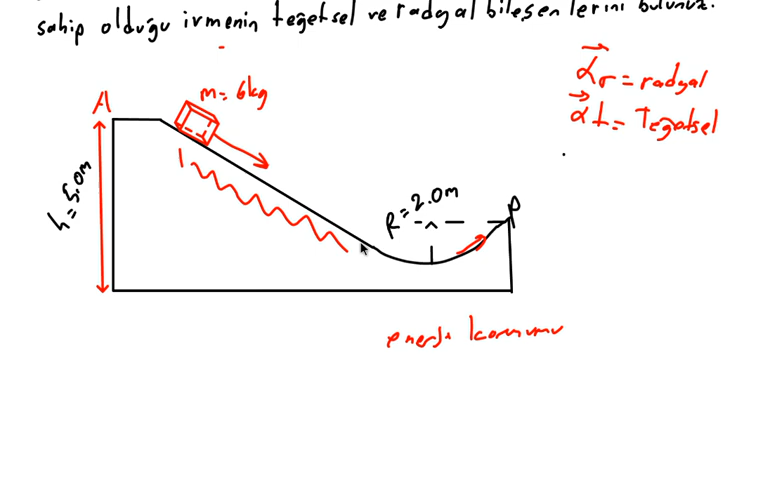 sahip olduğu ivmenin teğetsel ve radyal bileşenlerini bulunuz.
αr = radyal
αt = Teğetsel
m= 6kg
A
h=5.0m
R=2.0m
P
enerji korunumu